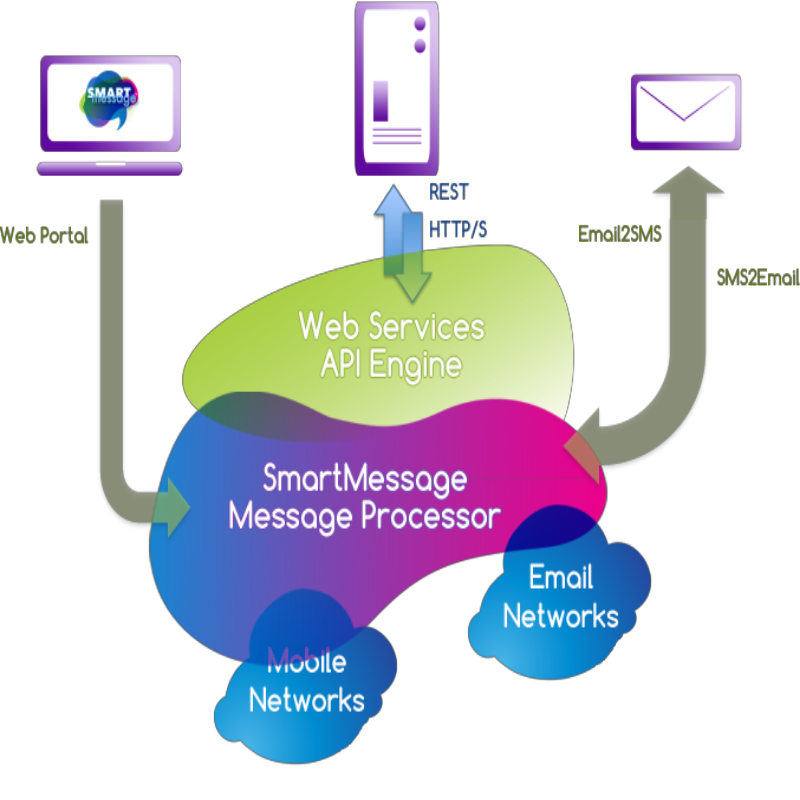 SMART
message
REST
HTTP/S
Web Portal
Email2SMS
SMS2Email
Web Services
API Engine
SmartMessage
Message Processor
Email
Networks
Mobile
Networks